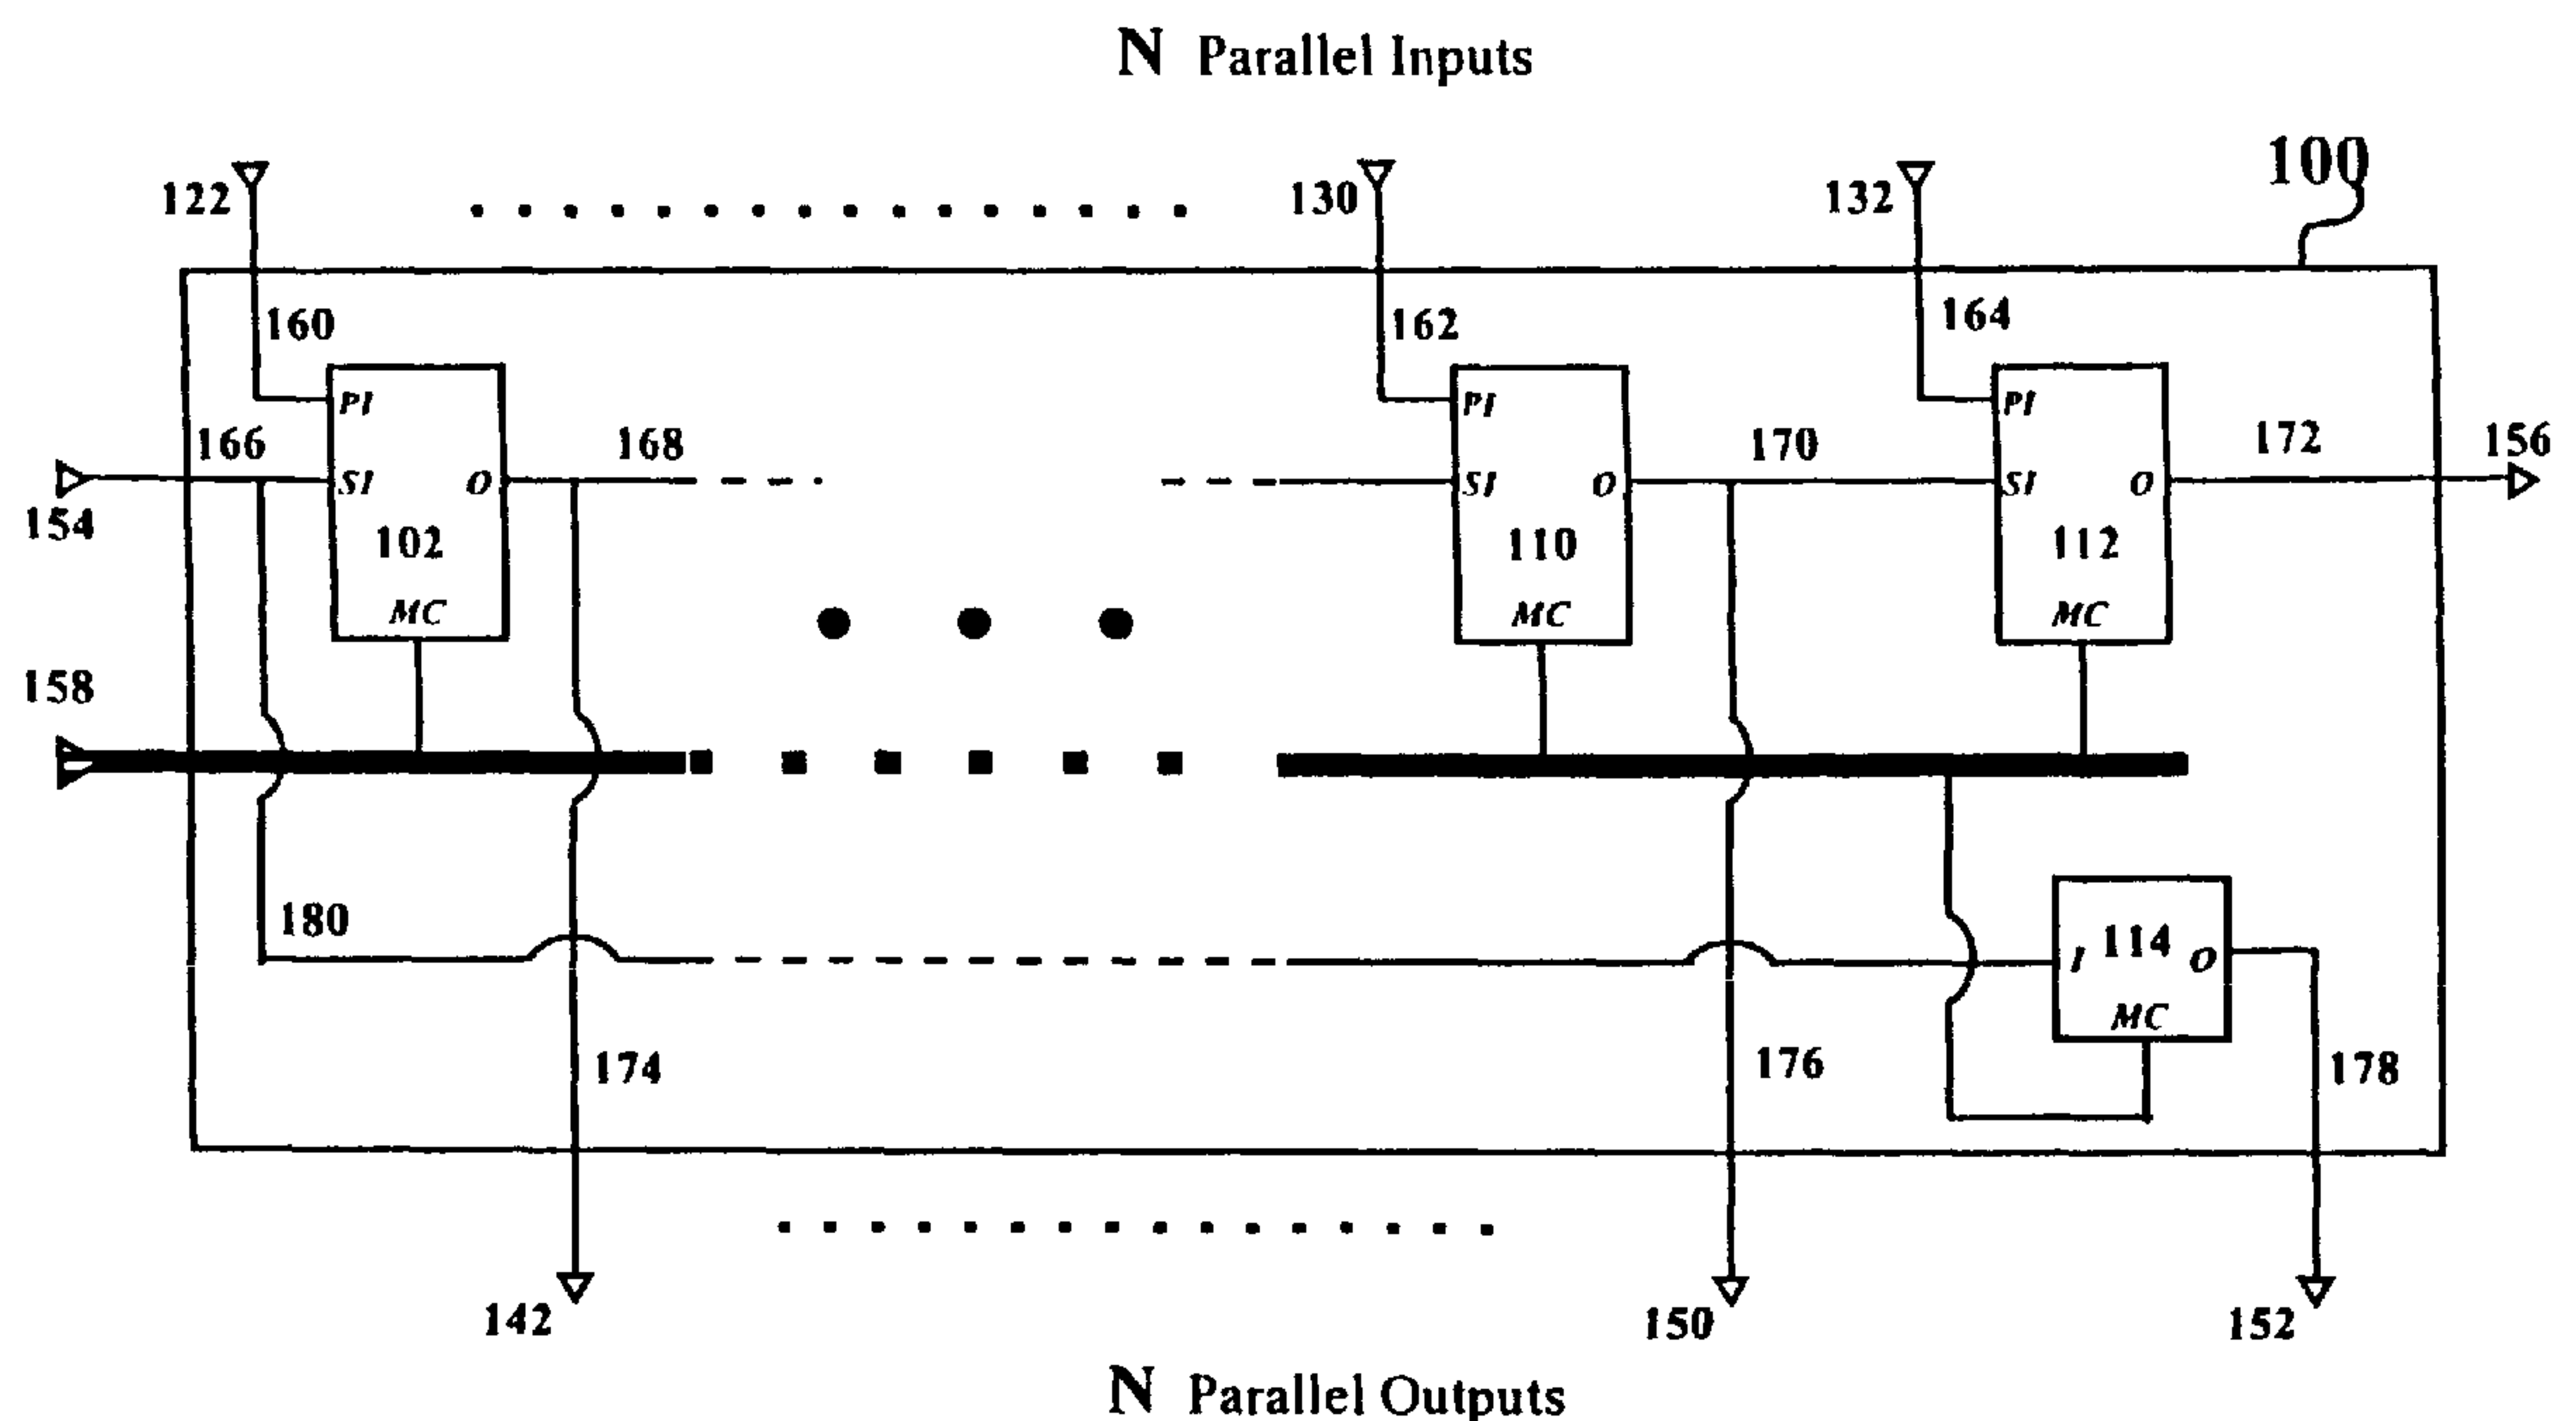 N Parallel Inputs
100
122
130
132
160
162
164
PI
PI
PI
166
168
170
172
156
SI
O
SI
O
SI
O
154
102
110
112
MC
MC
MC
158
180
114
I
O
MC
174
176
178
142
150
152
N Parallel Outputs